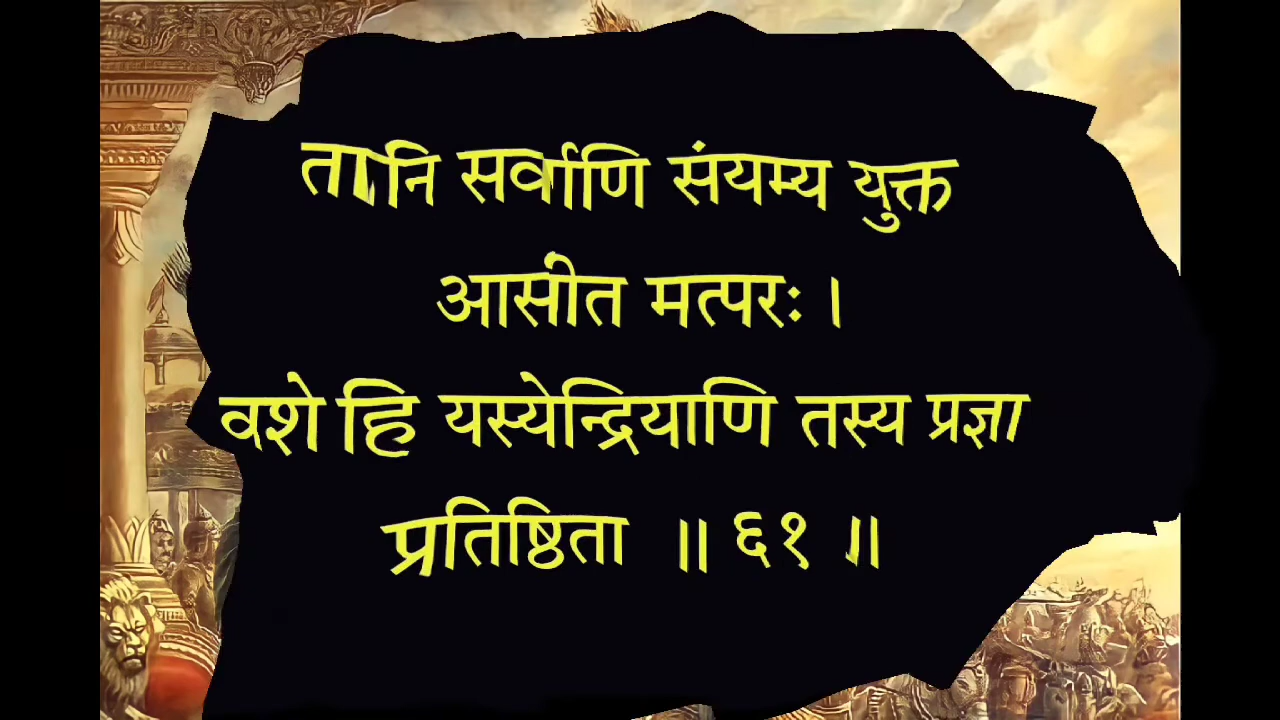 तानि सर्वाणि संयम्य युक्त
आसीत मत्परः ।
वशे हि यस्येन्द्रियाणि तस्य प्रज्ञा
प्रतिष्ठिता ॥ ६१ ॥